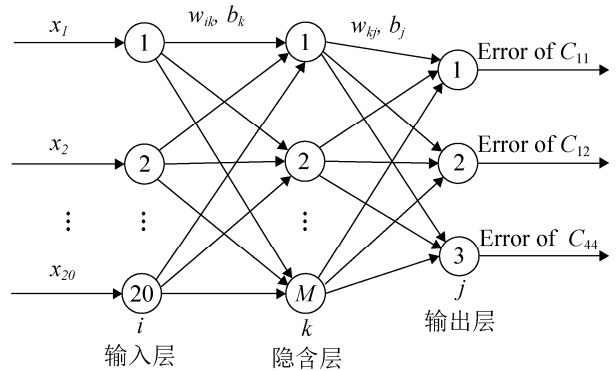 x₁ 1 wᵢₖ, bₖ 1 wₖⱼ, bⱼ 1 Error of C₁₁
x₂ 2 2 2 Error of C₁₂
⋮ ⋮ ⋮
3 Error of C₄₄
x₂₀ 20 M
i k j
输入层 隐含层 输出层